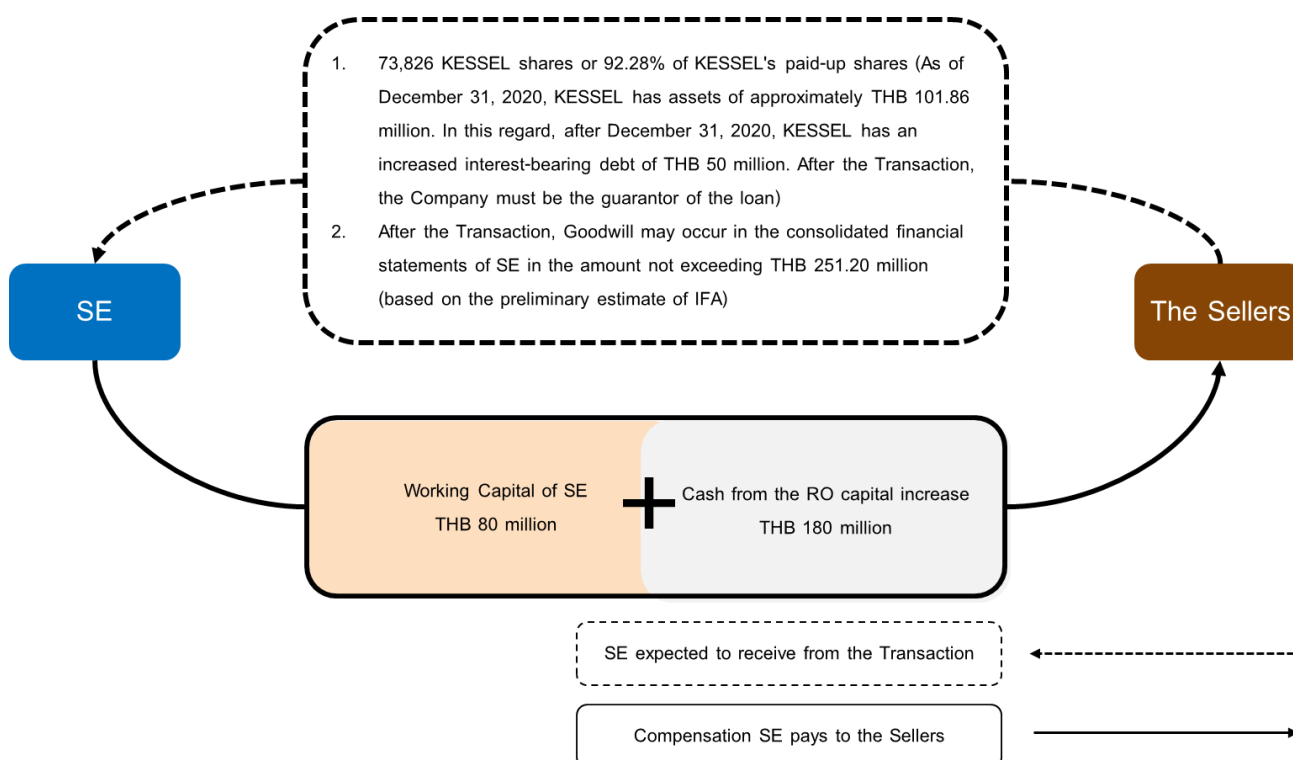 1. 73,826 KESSEL shares or 92.28% of KESSEL's paid-up shares (As of
December 31, 2020, KESSEL has assets of approximately THB 101.86
million. In this regard, after December 31, 2020, KESSEL has an
increased interest-bearing debt of THB 50 million. After the Transaction,
the Company must be the guarantor of the loan)
2. After the Transaction, Goodwill may occur in the consolidated financial
statements of SE in the amount not exceeding THB 251.20 million
(based on the preliminary estimate of IFA)
SE
The Sellers
Working Capital of SE
THB 80 million
+
Cash from the RO capital increase
THB 180 million
SE expected to receive from the Transaction
Compensation SE pays to the Sellers